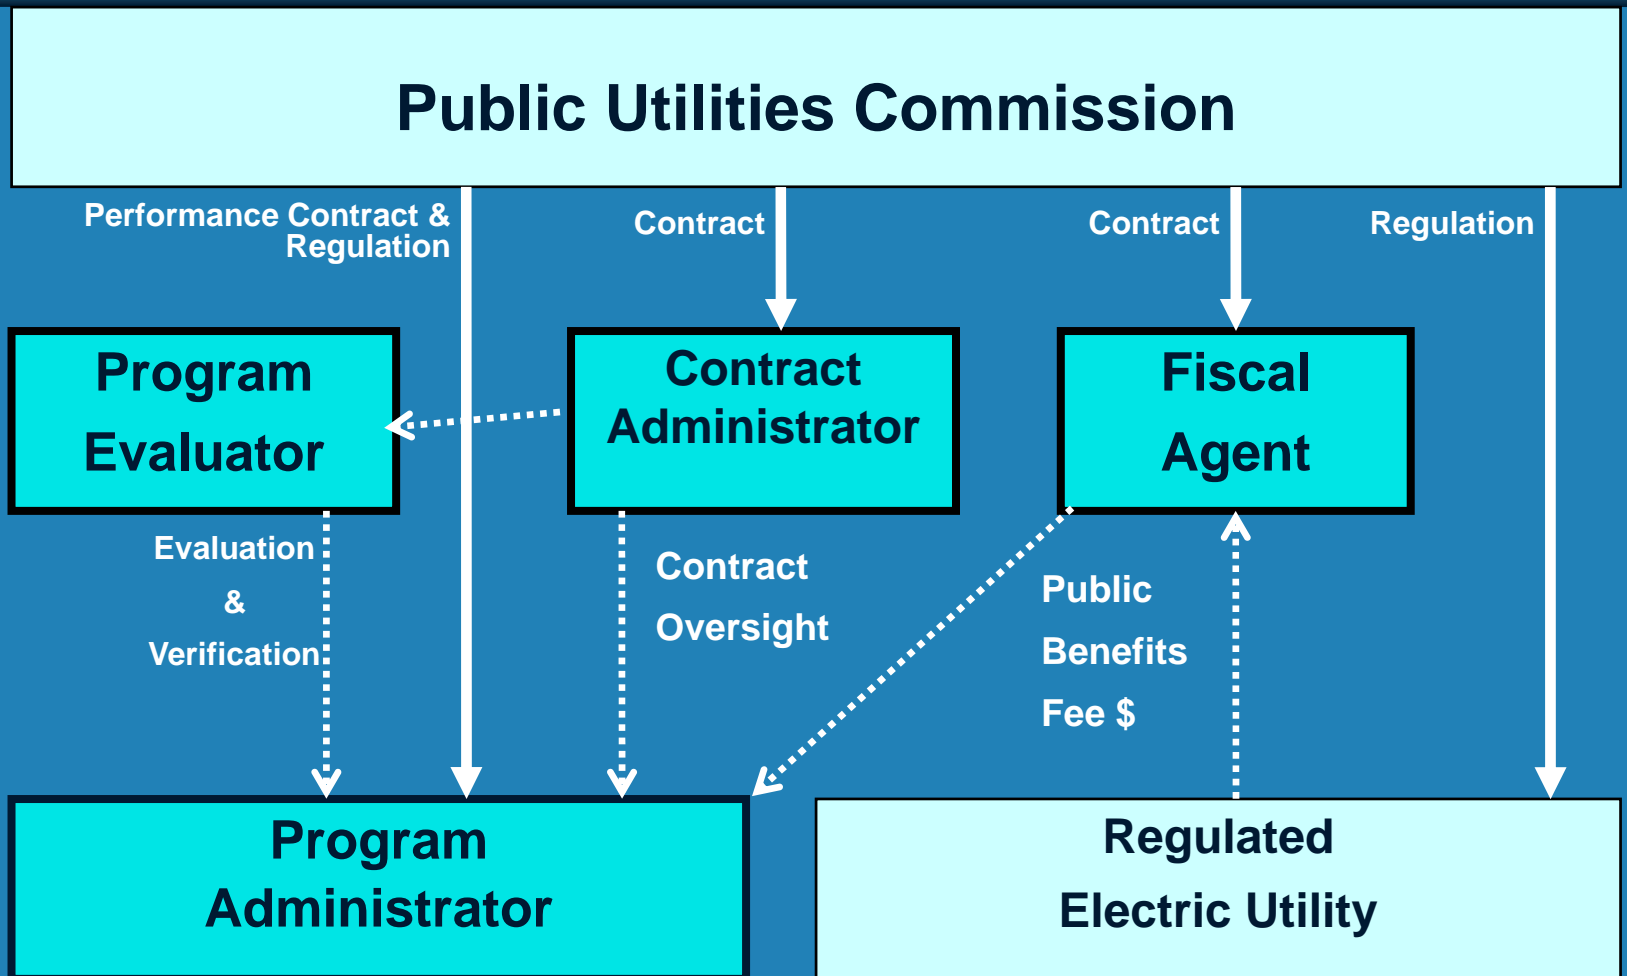 Public Utilities Commission
Performance Contract &
Regulation
Contract
Contract
Regulation
Program
Evaluator
Contract
Administrator
Fiscal
Agent
Evaluation
&
Verification
Contract
Oversight
Public
Benefits
Fee $
Program
Administrator
Regulated
Electric Utility